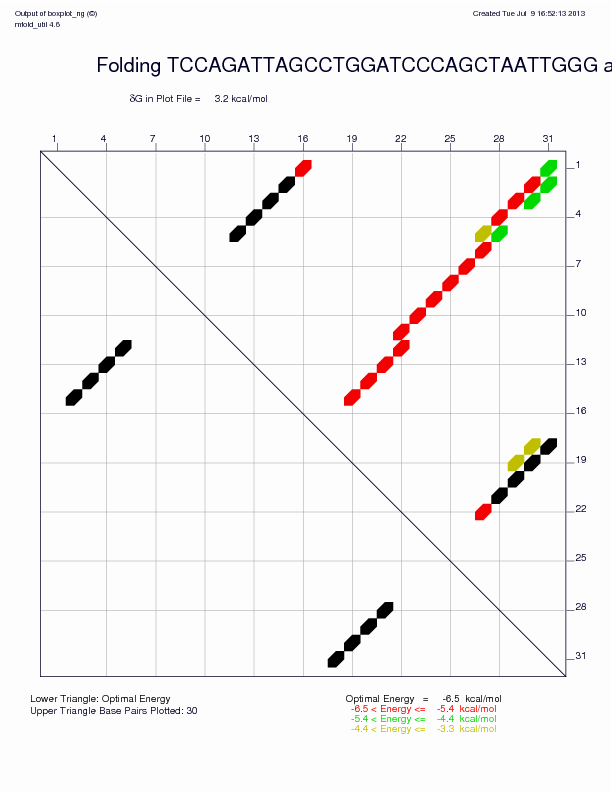 Output of boxplot_ng (©)
mfold_util 4.6
Created Tue Jul 9 16:52:13 2013
Folding TCCAGATTAGCCTGGATCCCAGCTAATTGGG a
δG in Plot File = 3.2 kcal/mol
1 4 7 10 13 16 19 22 25 28 31
1
4
7
10
13
16
19
22
25
28
31
Lower Triangle: Optimal Energy
Upper Triangle Base Pairs Plotted: 30
Optimal Energy = -6.5 kcal/mol
-6.5 < Energy <= -5.4 kcal/mol
-5.4 < Energy <= -4.4 kcal/mol
-4.4 < Energy <= -3.3 kcal/mol